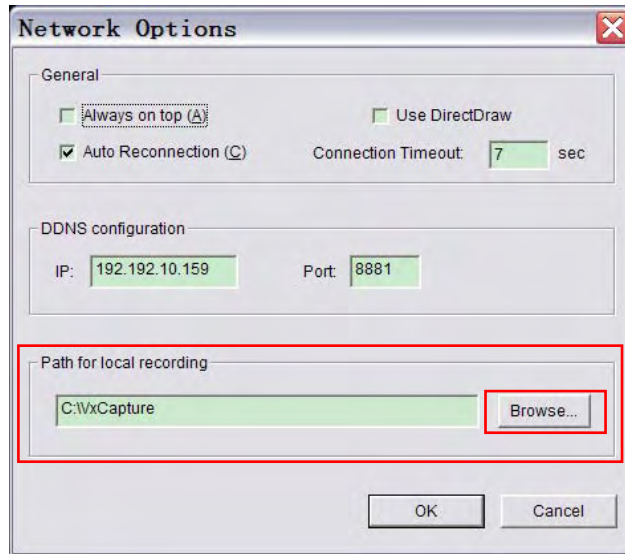 Network Options
General
Always on top (A)
Use DirectDraw
Auto Reconnection (C)
Connection Timeout: 7 sec
DDNS configuration
IP: 192.192.10.159 Port: 8881
Path for local recording
C:\VxCapture
Browse...
OK
Cancel